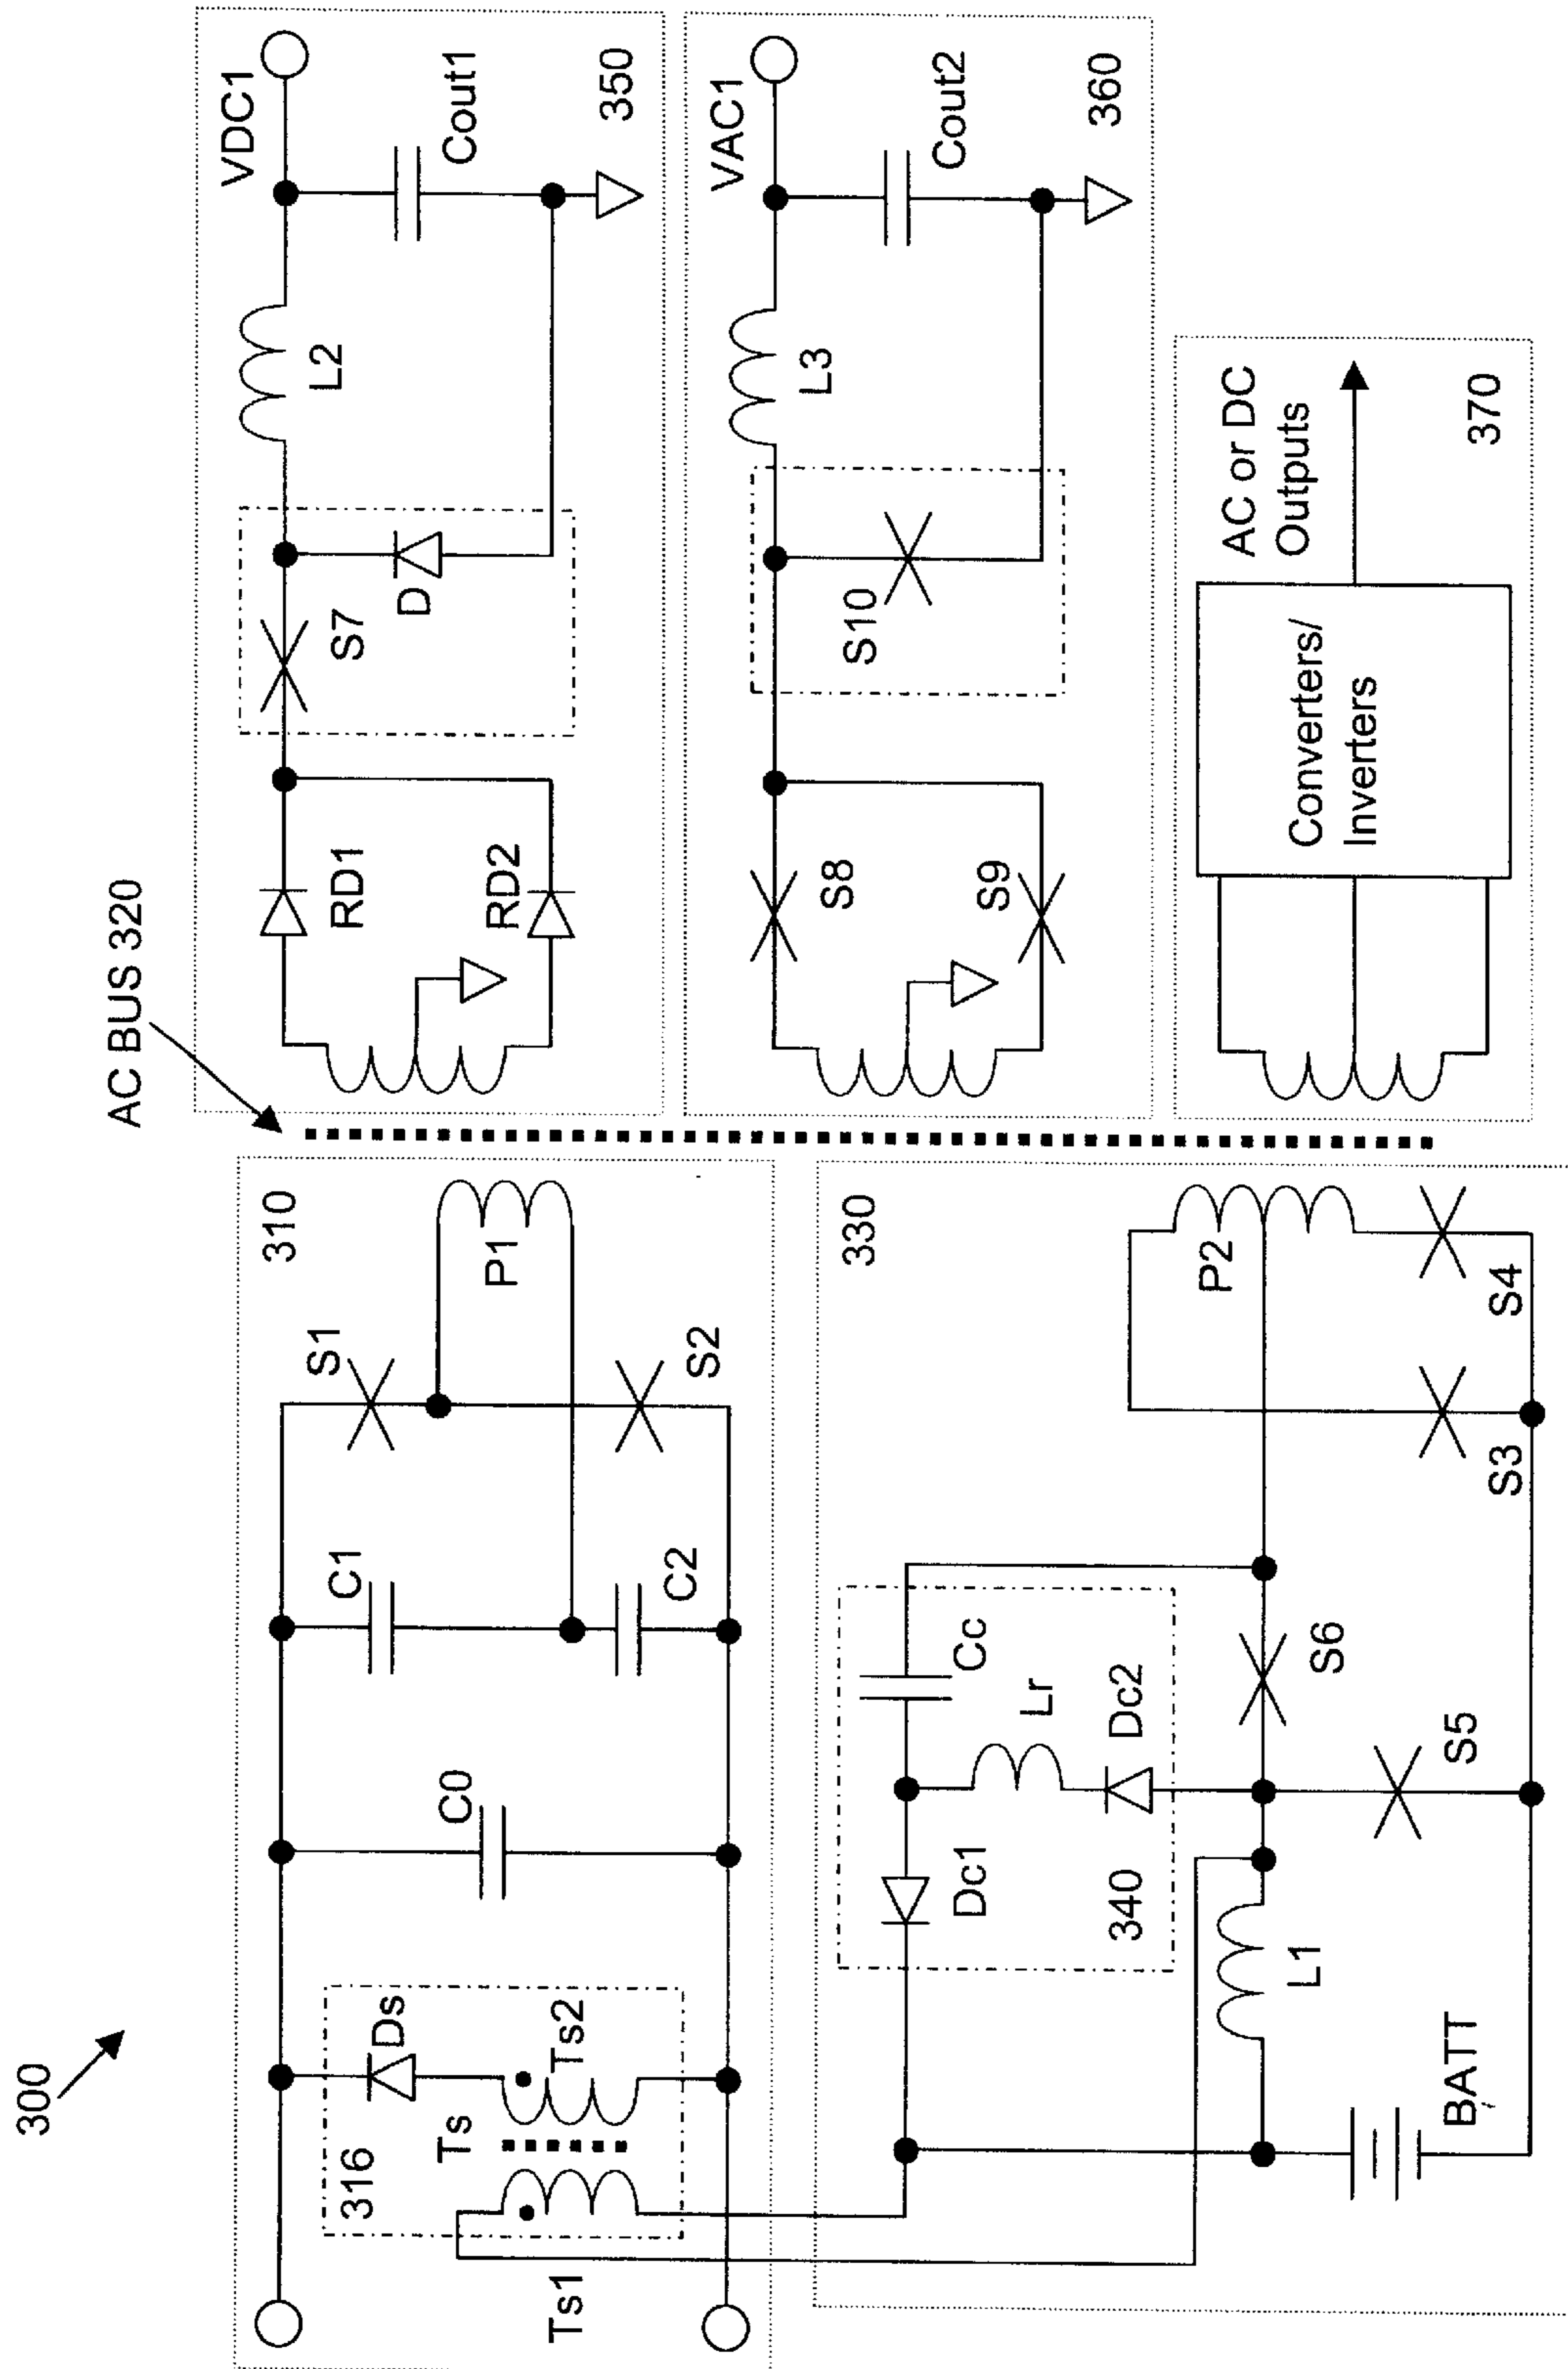 300
AC BUS 320
310
316
Ts
Ts1
Ts2
Ds
C0
C1
C2
S1
S2
P1
330
BATT
L1
340
Dc1
Dc2
Lr
Cc
S5
S6
S3
S4
P2
RD1
RD2
S7
D
L2
VDC1
Cout1
350
S8
S9
S10
L3
VAC1
Cout2
360
Converters/
Inverters
AC or DC
Outputs
370